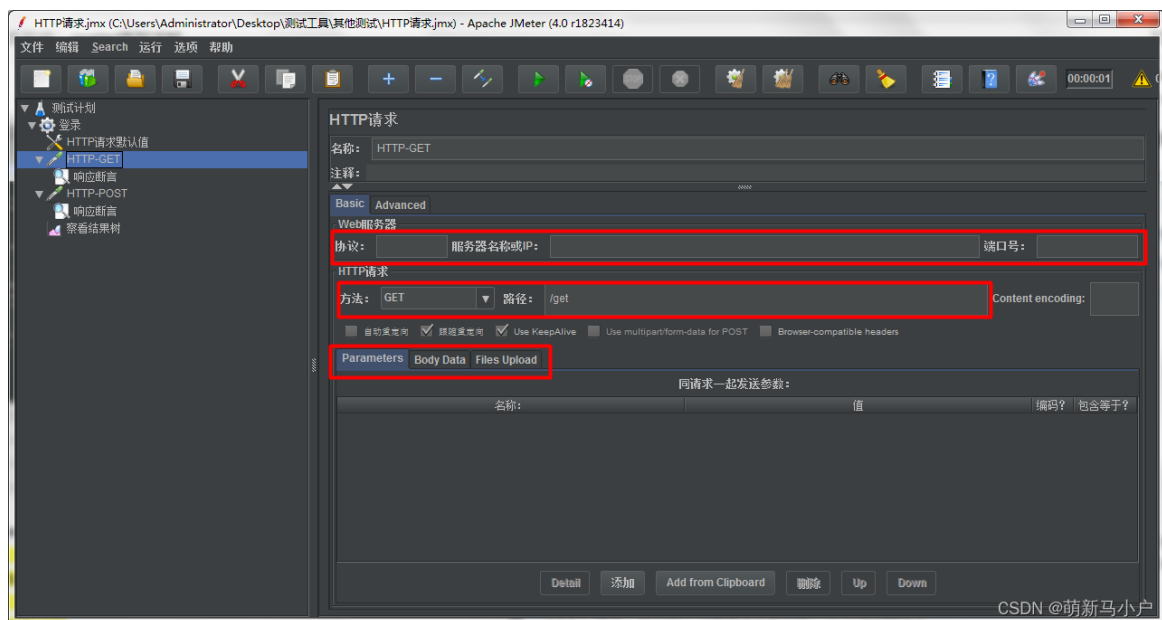 HTTP请求.jmx (C:\Users\Administrator\Desktop\测试工具\其他测试\HTTP请求.jmx) - Apache JMeter (4.0 r1823414)
文件 编辑 Search 运行 选项 帮助
00:00:01
测试计划
登录
HTTP请求默认值
HTTP-GET
响应断言
HTTP-POST
响应断言
察看结果树
HTTP请求
名称: HTTP-GET
注释:
Basic Advanced
Web服务器
协议: 服务器名称或IP: 端口号:
HTTP请求
方法: GET 路径: /get Content encoding:
自动重定向 跟随重定向 Use KeepAlive Use multipart/form-data for POST Browser-compatible headers
Parameters Body Data Files Upload
同请求一起发送参数:
名称: 值 编码? 包含等于?
Detail 添加 Add from Clipboard 删除 Up Down
CSDN @萌新马小户